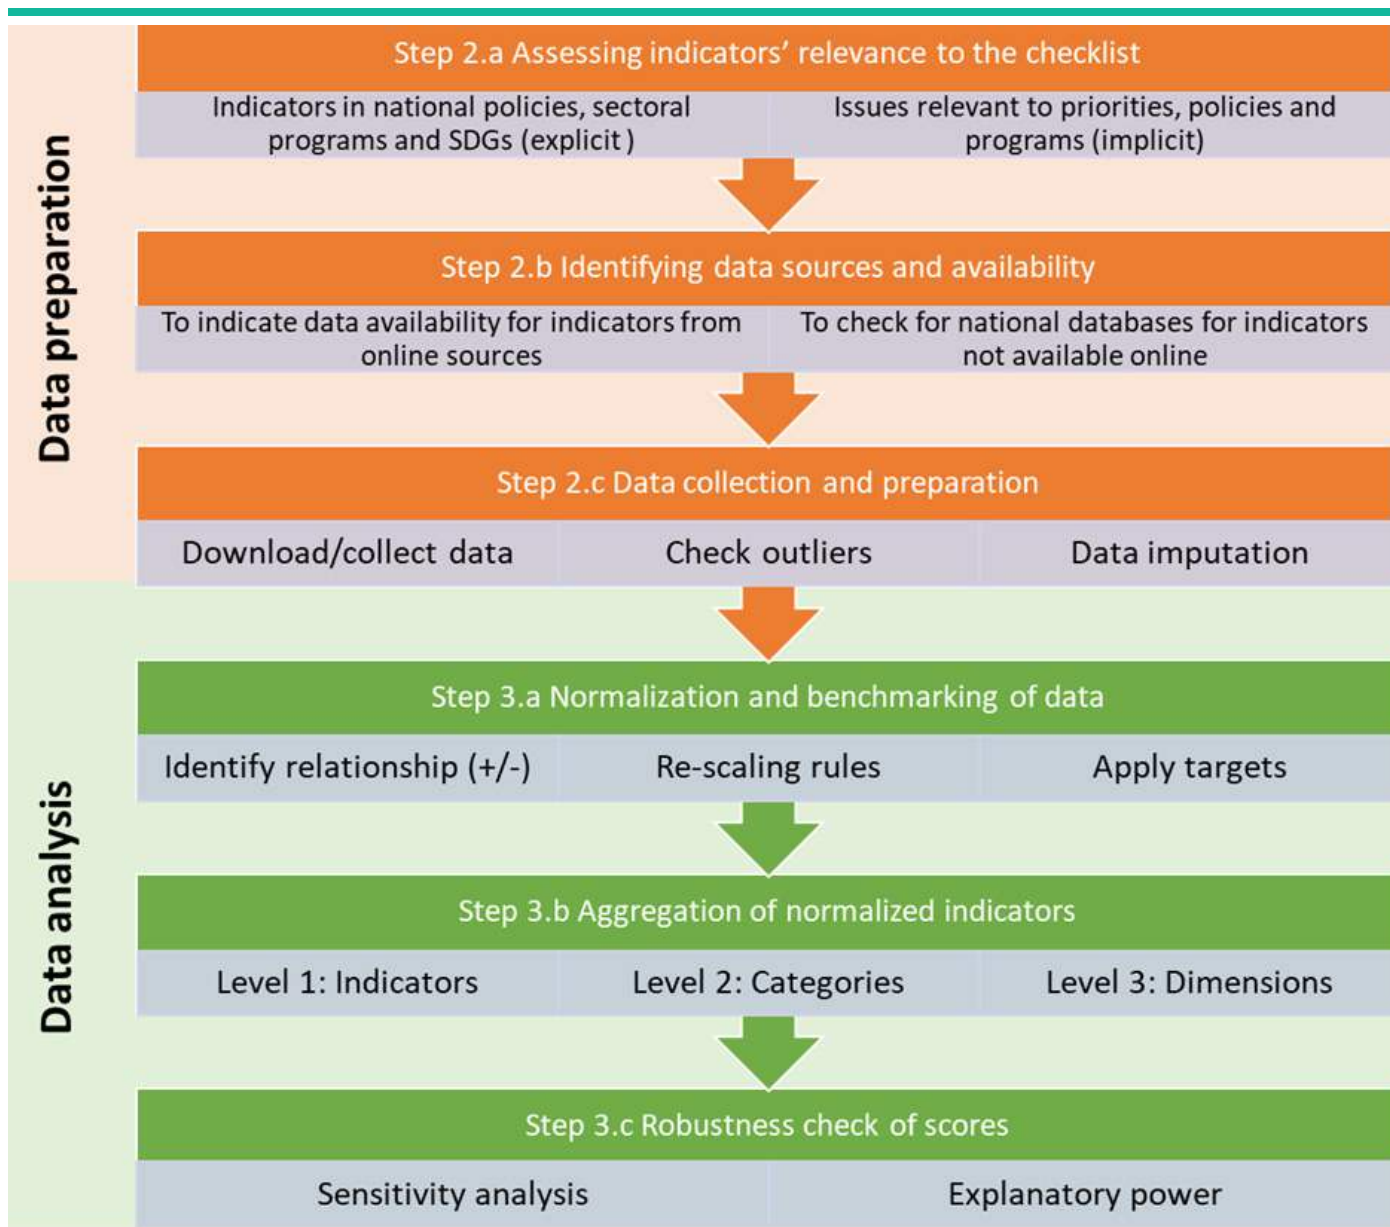 Data preparation
Step 2.a Assessing indicators' relevance to the checklist
Indicators in national policies, sectoral
programs and SDGs (explicit )
Issues relevant to priorities, policies and
programs (implicit)
Step 2.b Identifying data sources and availability
To indicate data availability for indicators from
online sources
To check for national databases for indicators
not available online
Step 2.c Data collection and preparation
Download/collect data
Check outliers
Data imputation
Data analysis
Step 3.a Normalization and benchmarking of data
Identify relationship (+/-)
Re-scaling rules
Apply targets
Step 3.b Aggregation of normalized indicators
Level 1: Indicators
Level 2: Categories
Level 3: Dimensions
Step 3.c Robustness check of scores
Sensitivity analysis
Explanatory power